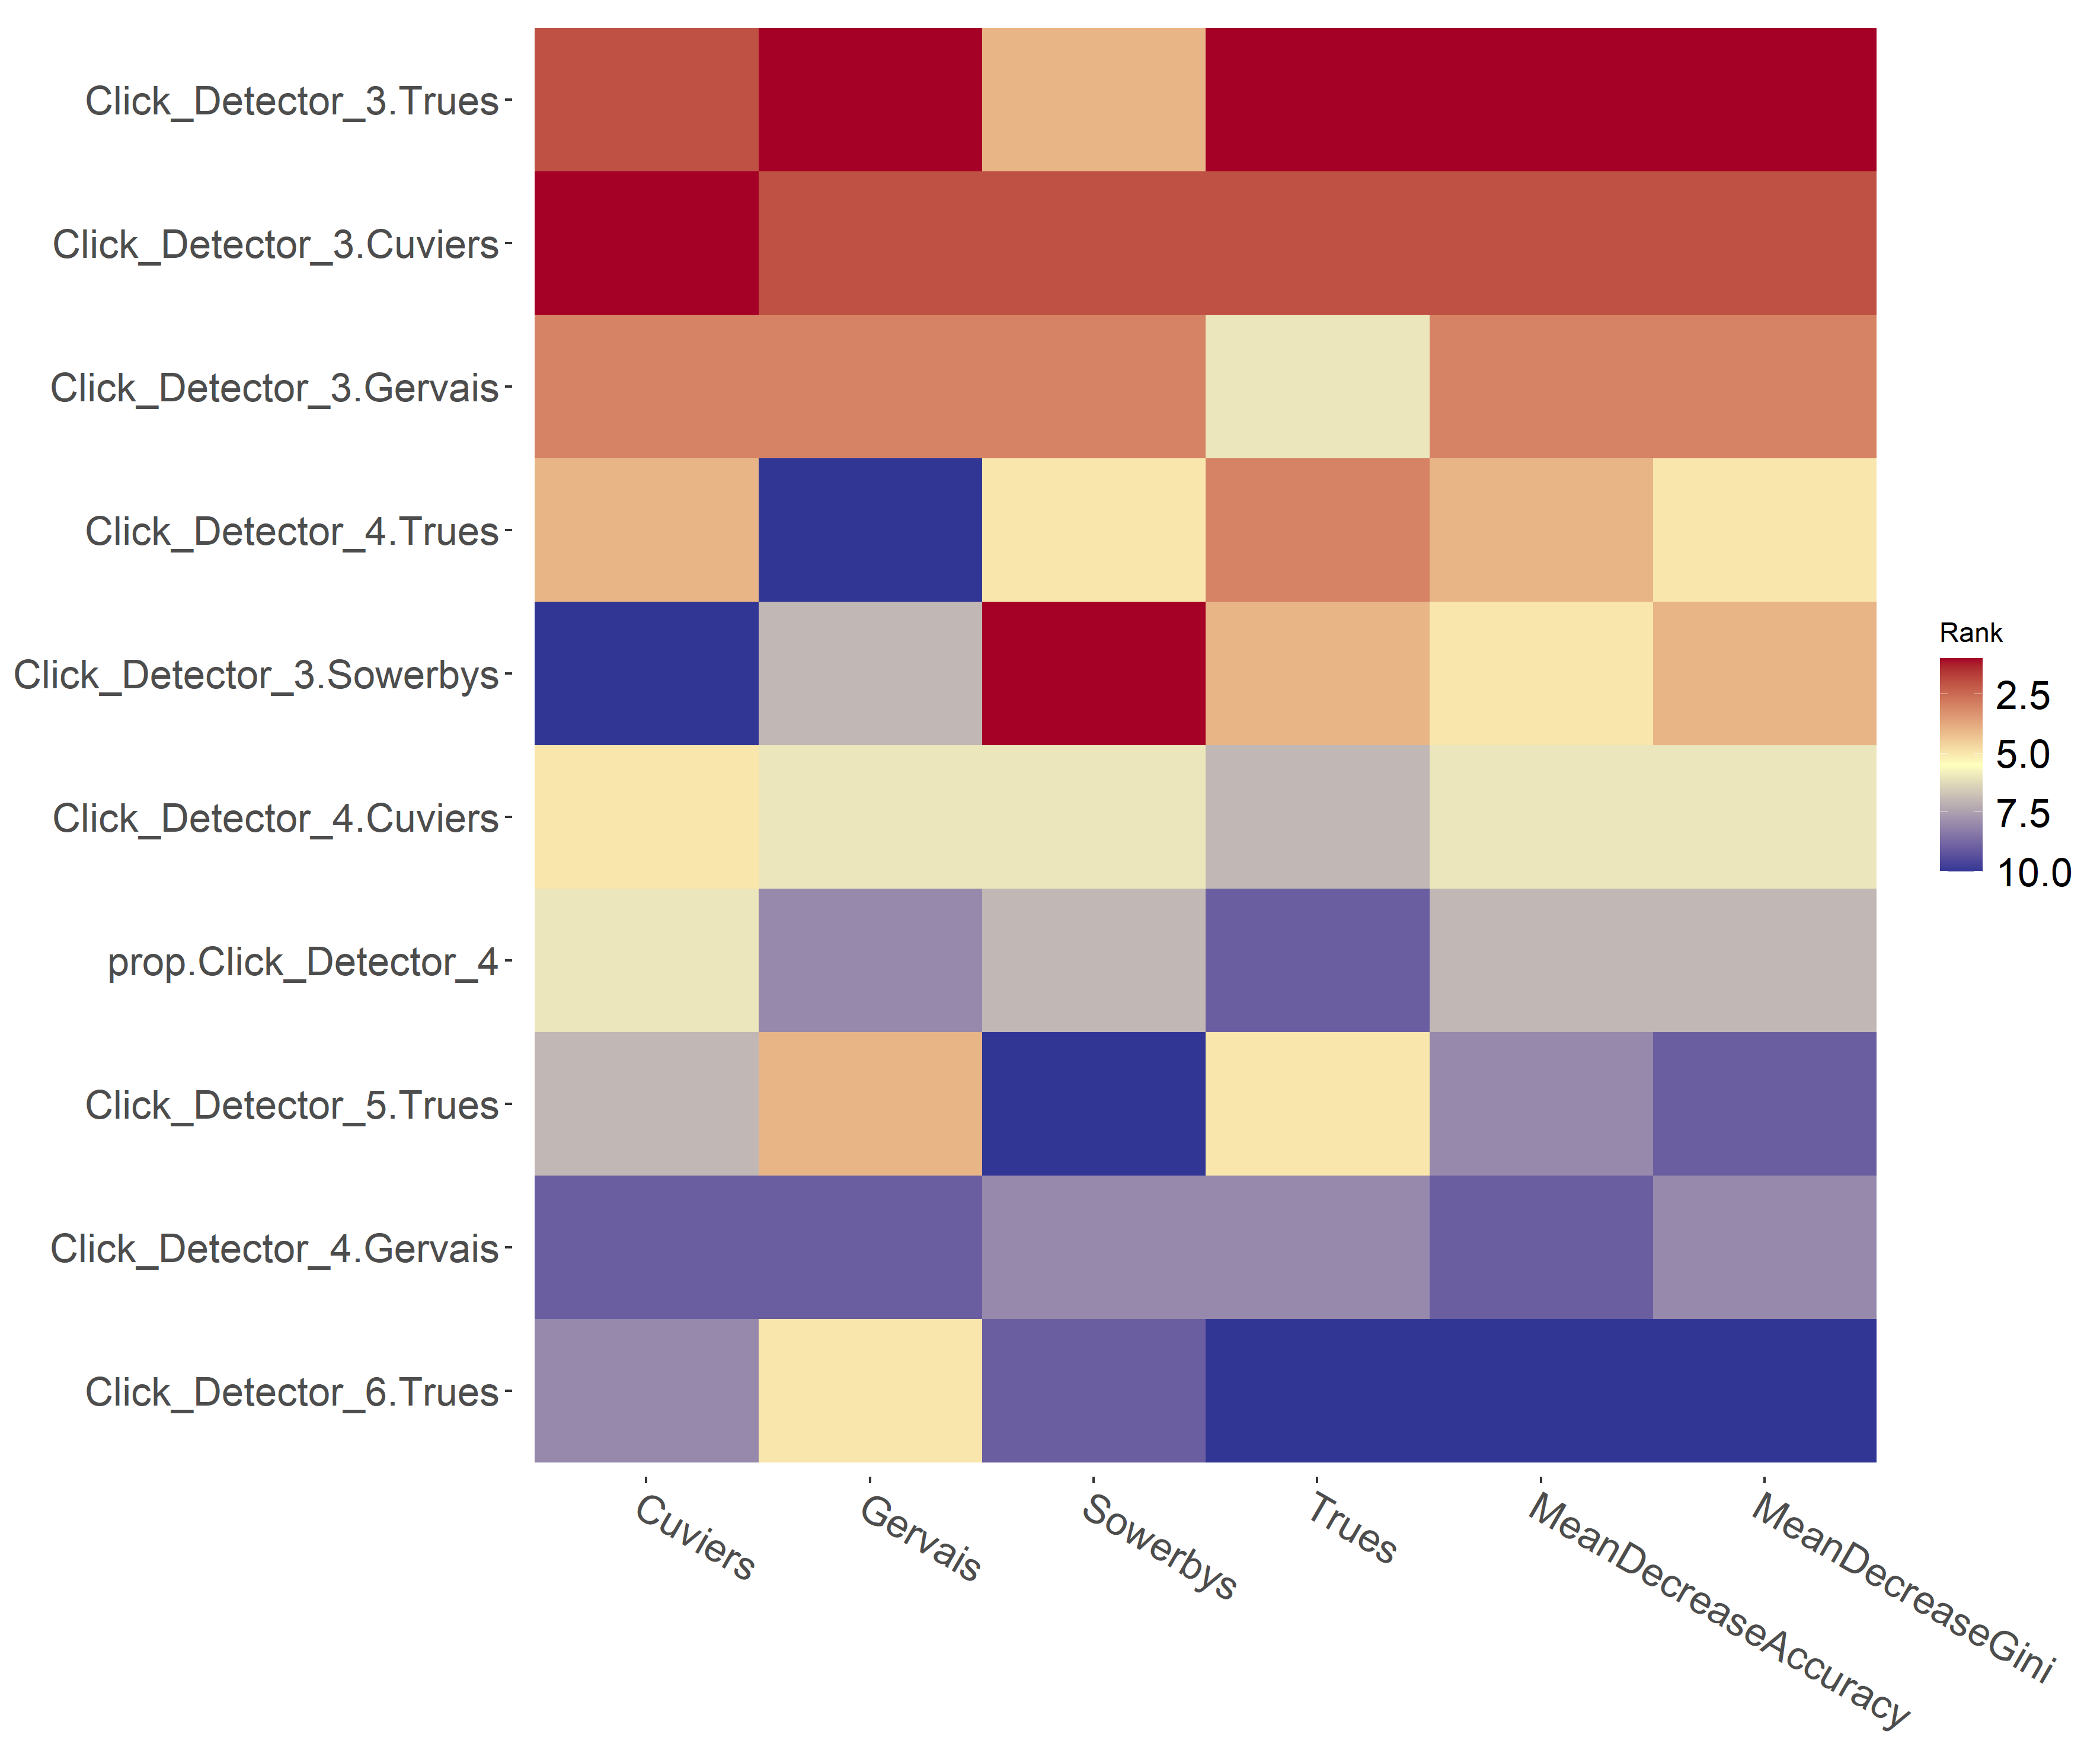 Click_Detector_3.Trues
Click_Detector_3.Cuviers
Click_Detector_3.Gervais
Click_Detector_4.Trues
Click_Detector_3.Sowerbys
Click_Detector_4.Cuviers
prop.Click_Detector_4
Click_Detector_5.Trues
Click_Detector_4.Gervais
Click_Detector_6.Trues
Cuviers
Gervais
Sowerbys
Trues
MeanDecreaseAccuracy
MeanDecreaseGini
Rank
2.5
5.0
7.5
10.0